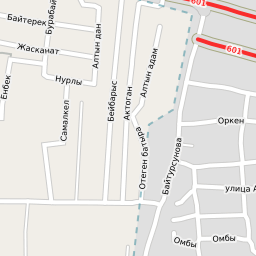 Байтерек
Бурабай
Жасканат
Алтын дан
601
601
Нурлы
Енбек
Самалкел
Бейбарыс
Актоган
Алтын адам
Отеген батыра
Байтурсунова
Оркен
улица А
Омбы
Омбы